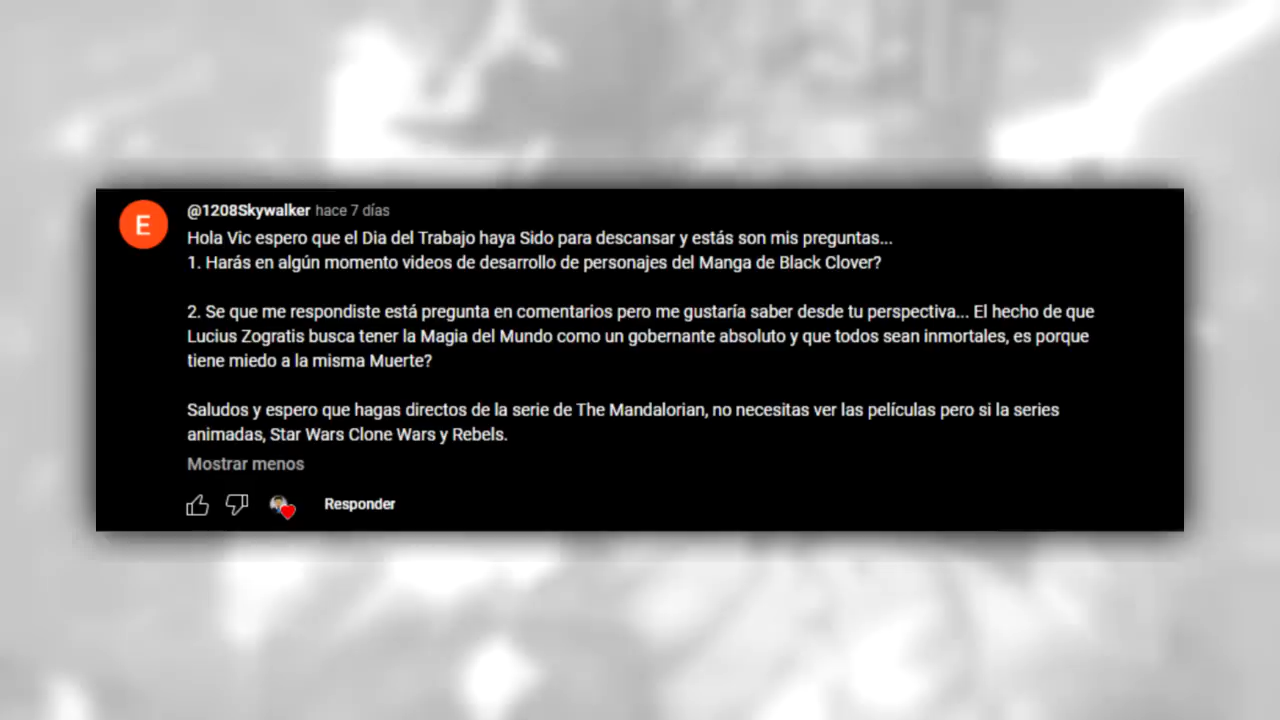 E
@1208Skywalker hace 7 días
Hola Vic espero que el Dia del Trabajo haya Sido para descansar y estás son mis preguntas...
1. Harás en algún momento videos de desarrollo de personajes del Manga de Black Clover?
2. Se que me respondiste está pregunta en comentarios pero me gustaría saber desde tu perspectiva... El hecho de que
Lucius Zogratis busca tener la Magia del Mundo como un gobernante absoluto y que todos sean inmortales, es porque
tiene miedo a la misma Muerte?
Saludos y espero que hagas directos de la serie de The Mandalorian, no necesitas ver las películas pero si la series
animadas, Star Wars Clone Wars y Rebels.
Mostrar menos
Responder